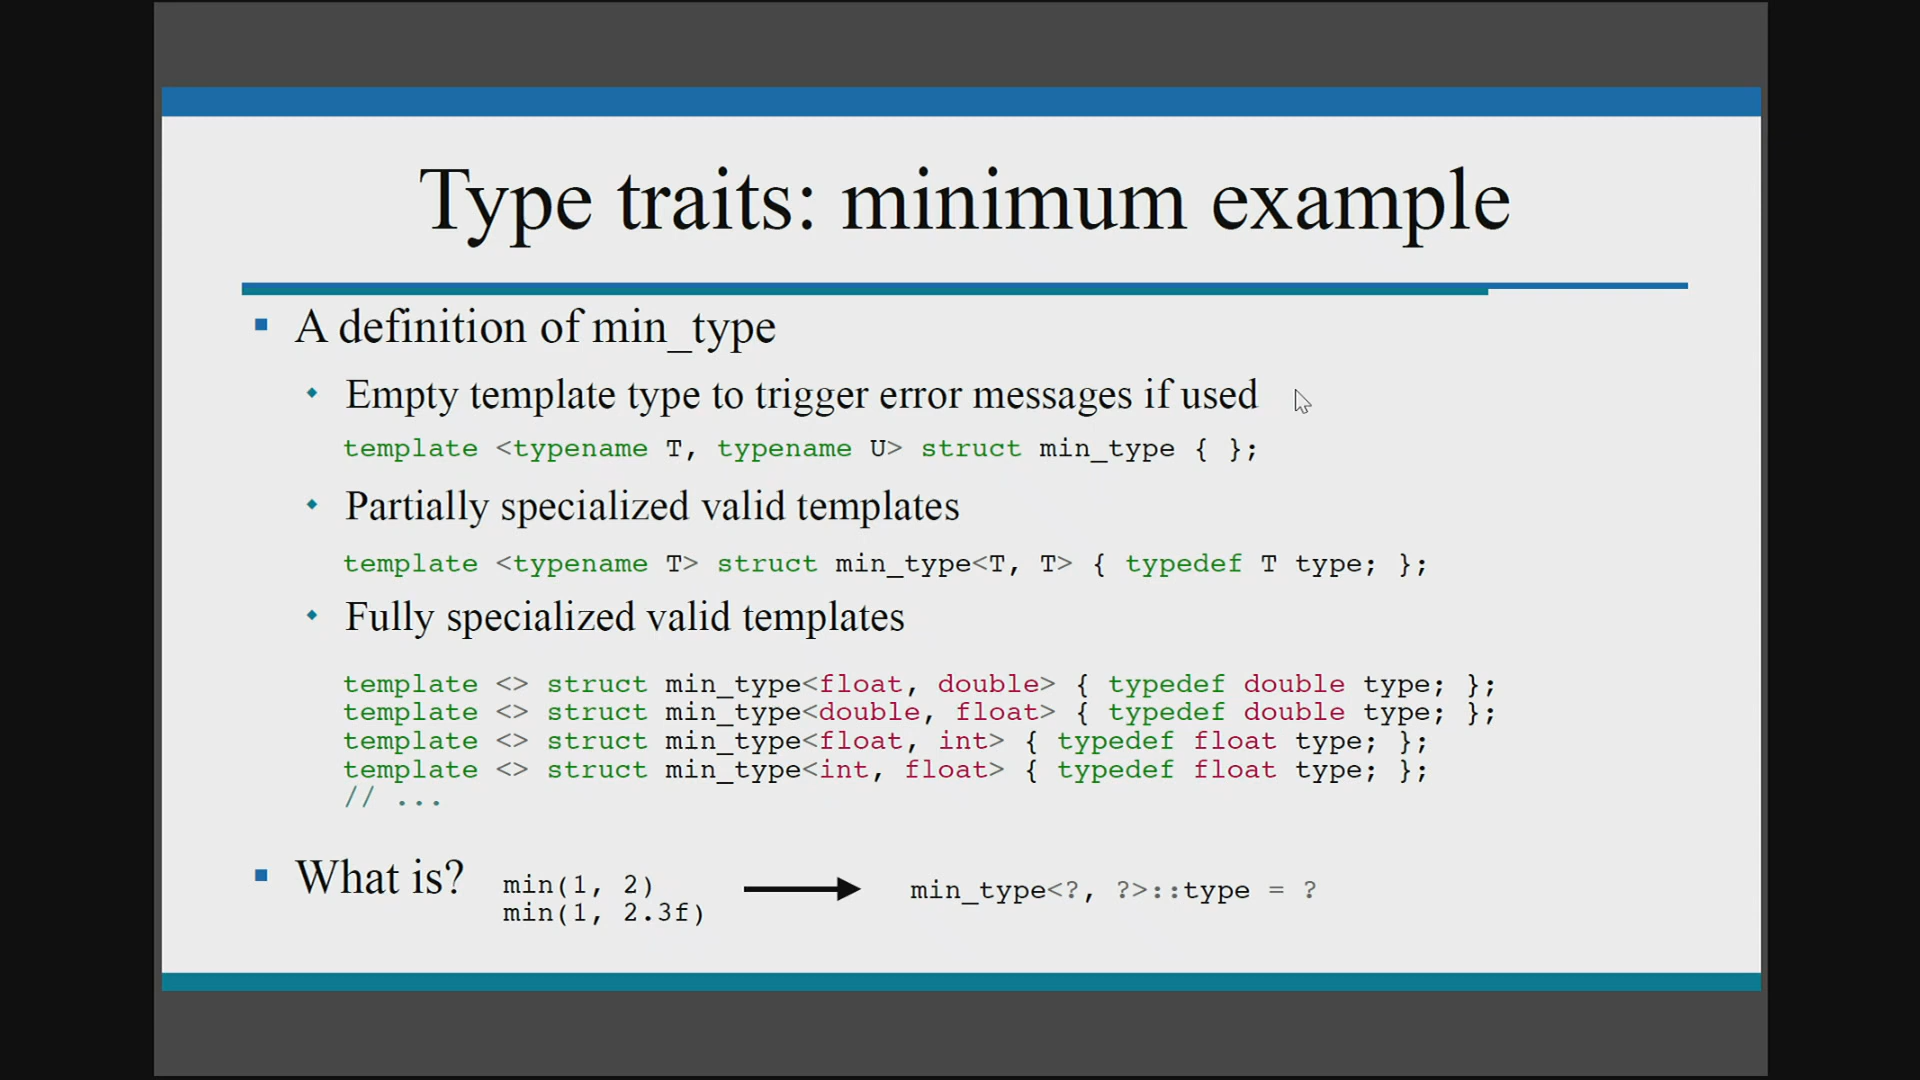 Type traits: minimum example
A definition of min_type
Empty template type to trigger error messages if used
template <typename T, typename U> struct min_type { };
Partially specialized valid templates
template <typename T> struct min_type<T, T> { typedef T type; };
Fully specialized valid templates
template <> struct min_type<float, double> { typedef double type; };
template <> struct min_type<double, float> { typedef double type; };
template <> struct min_type<float, int> { typedef float type; };
template <> struct min_type<int, float> { typedef float type; };
// ...
What is?
min(1, 2)
min(1, 2.3f)
min_type<?, ?>::type = ?